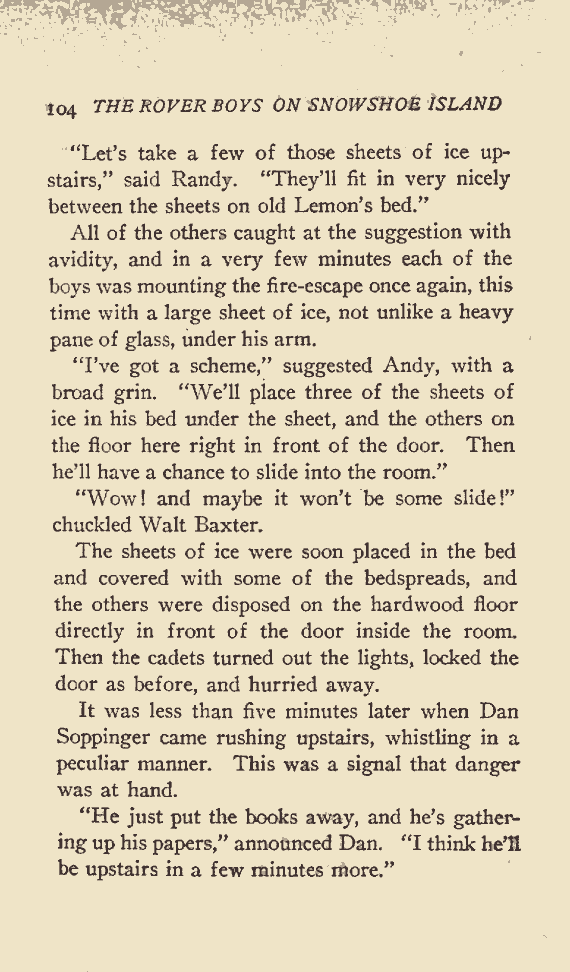 104 THE ROVER BOYS ON SNOWSHOE ISLAND
"Let's take a few of those sheets of ice up-
stairs," said Randy. "They'll fit in very nicely
between the sheets on old Lemon's bed."
All of the others caught at the suggestion with
avidity, and in a very few minutes each of the
boys was mounting the fire-escape once again, this
time with a large sheet of ice, not unlike a heavy
pane of glass, under his arm.
"I've got a scheme," suggested Andy, with a
broad grin. "We'll place three of the sheets of
ice in his bed under the sheet, and the others on
the floor here right in front of the door. Then
he'll have a chance to slide into the room."
"Wow! and maybe it won't be some slide!"
chuckled Walt Baxter.
The sheets of ice were soon placed in the bed
and covered with some of the bedspreads, and
the others were disposed on the hardwood floor
directly in front of the door inside the room.
Then the cadets turned out the lights, locked the
door as before, and hurried away.
It was less than five minutes later when Dan
Soppinger came rushing upstairs, whistling in a
peculiar manner. This was a signal that danger
was at hand.
"He just put the books away, and he's gather-
ing up his papers," announced Dan. "I think he'll
be upstairs in a few minutes more."